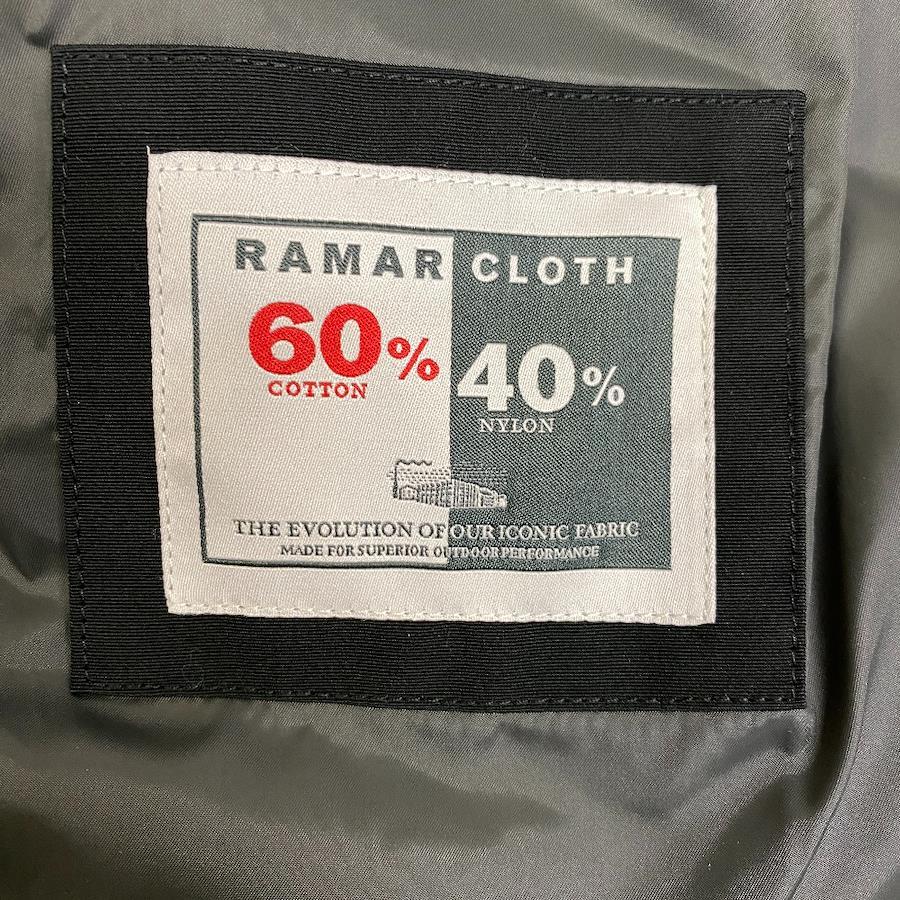 RAMAR CLOTH
60% 40%
COTTON NYLON
THE EVOLUTION OF OUR ICONIC FABRIC
MADE FOR SUPERIOR OUTDOOR PERFORMANCE